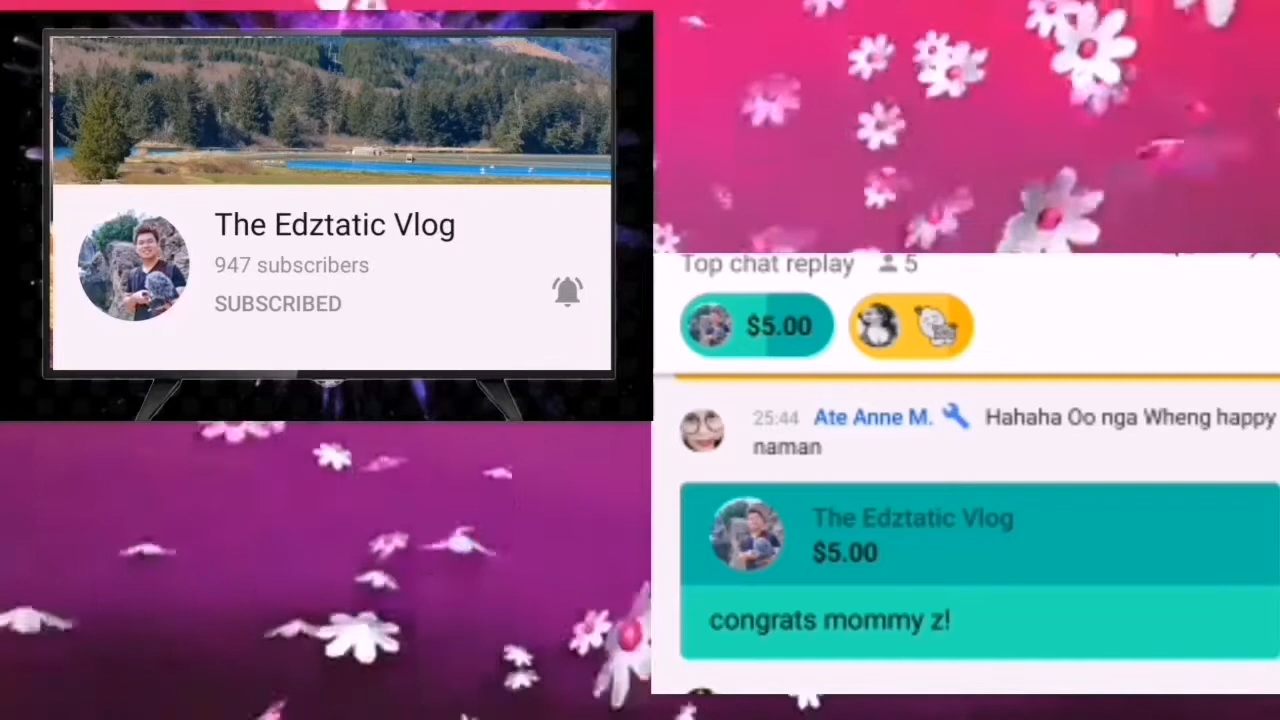 The Edztatic Vlog
947 subscribers
SUBSCRIBED
Top chat replay 5
$5.00
25:44 Ate Anne M. Hahaha Oo nga Wheng happy
naman
The Edztatic Vlog
$5.00
congrats mommy z!